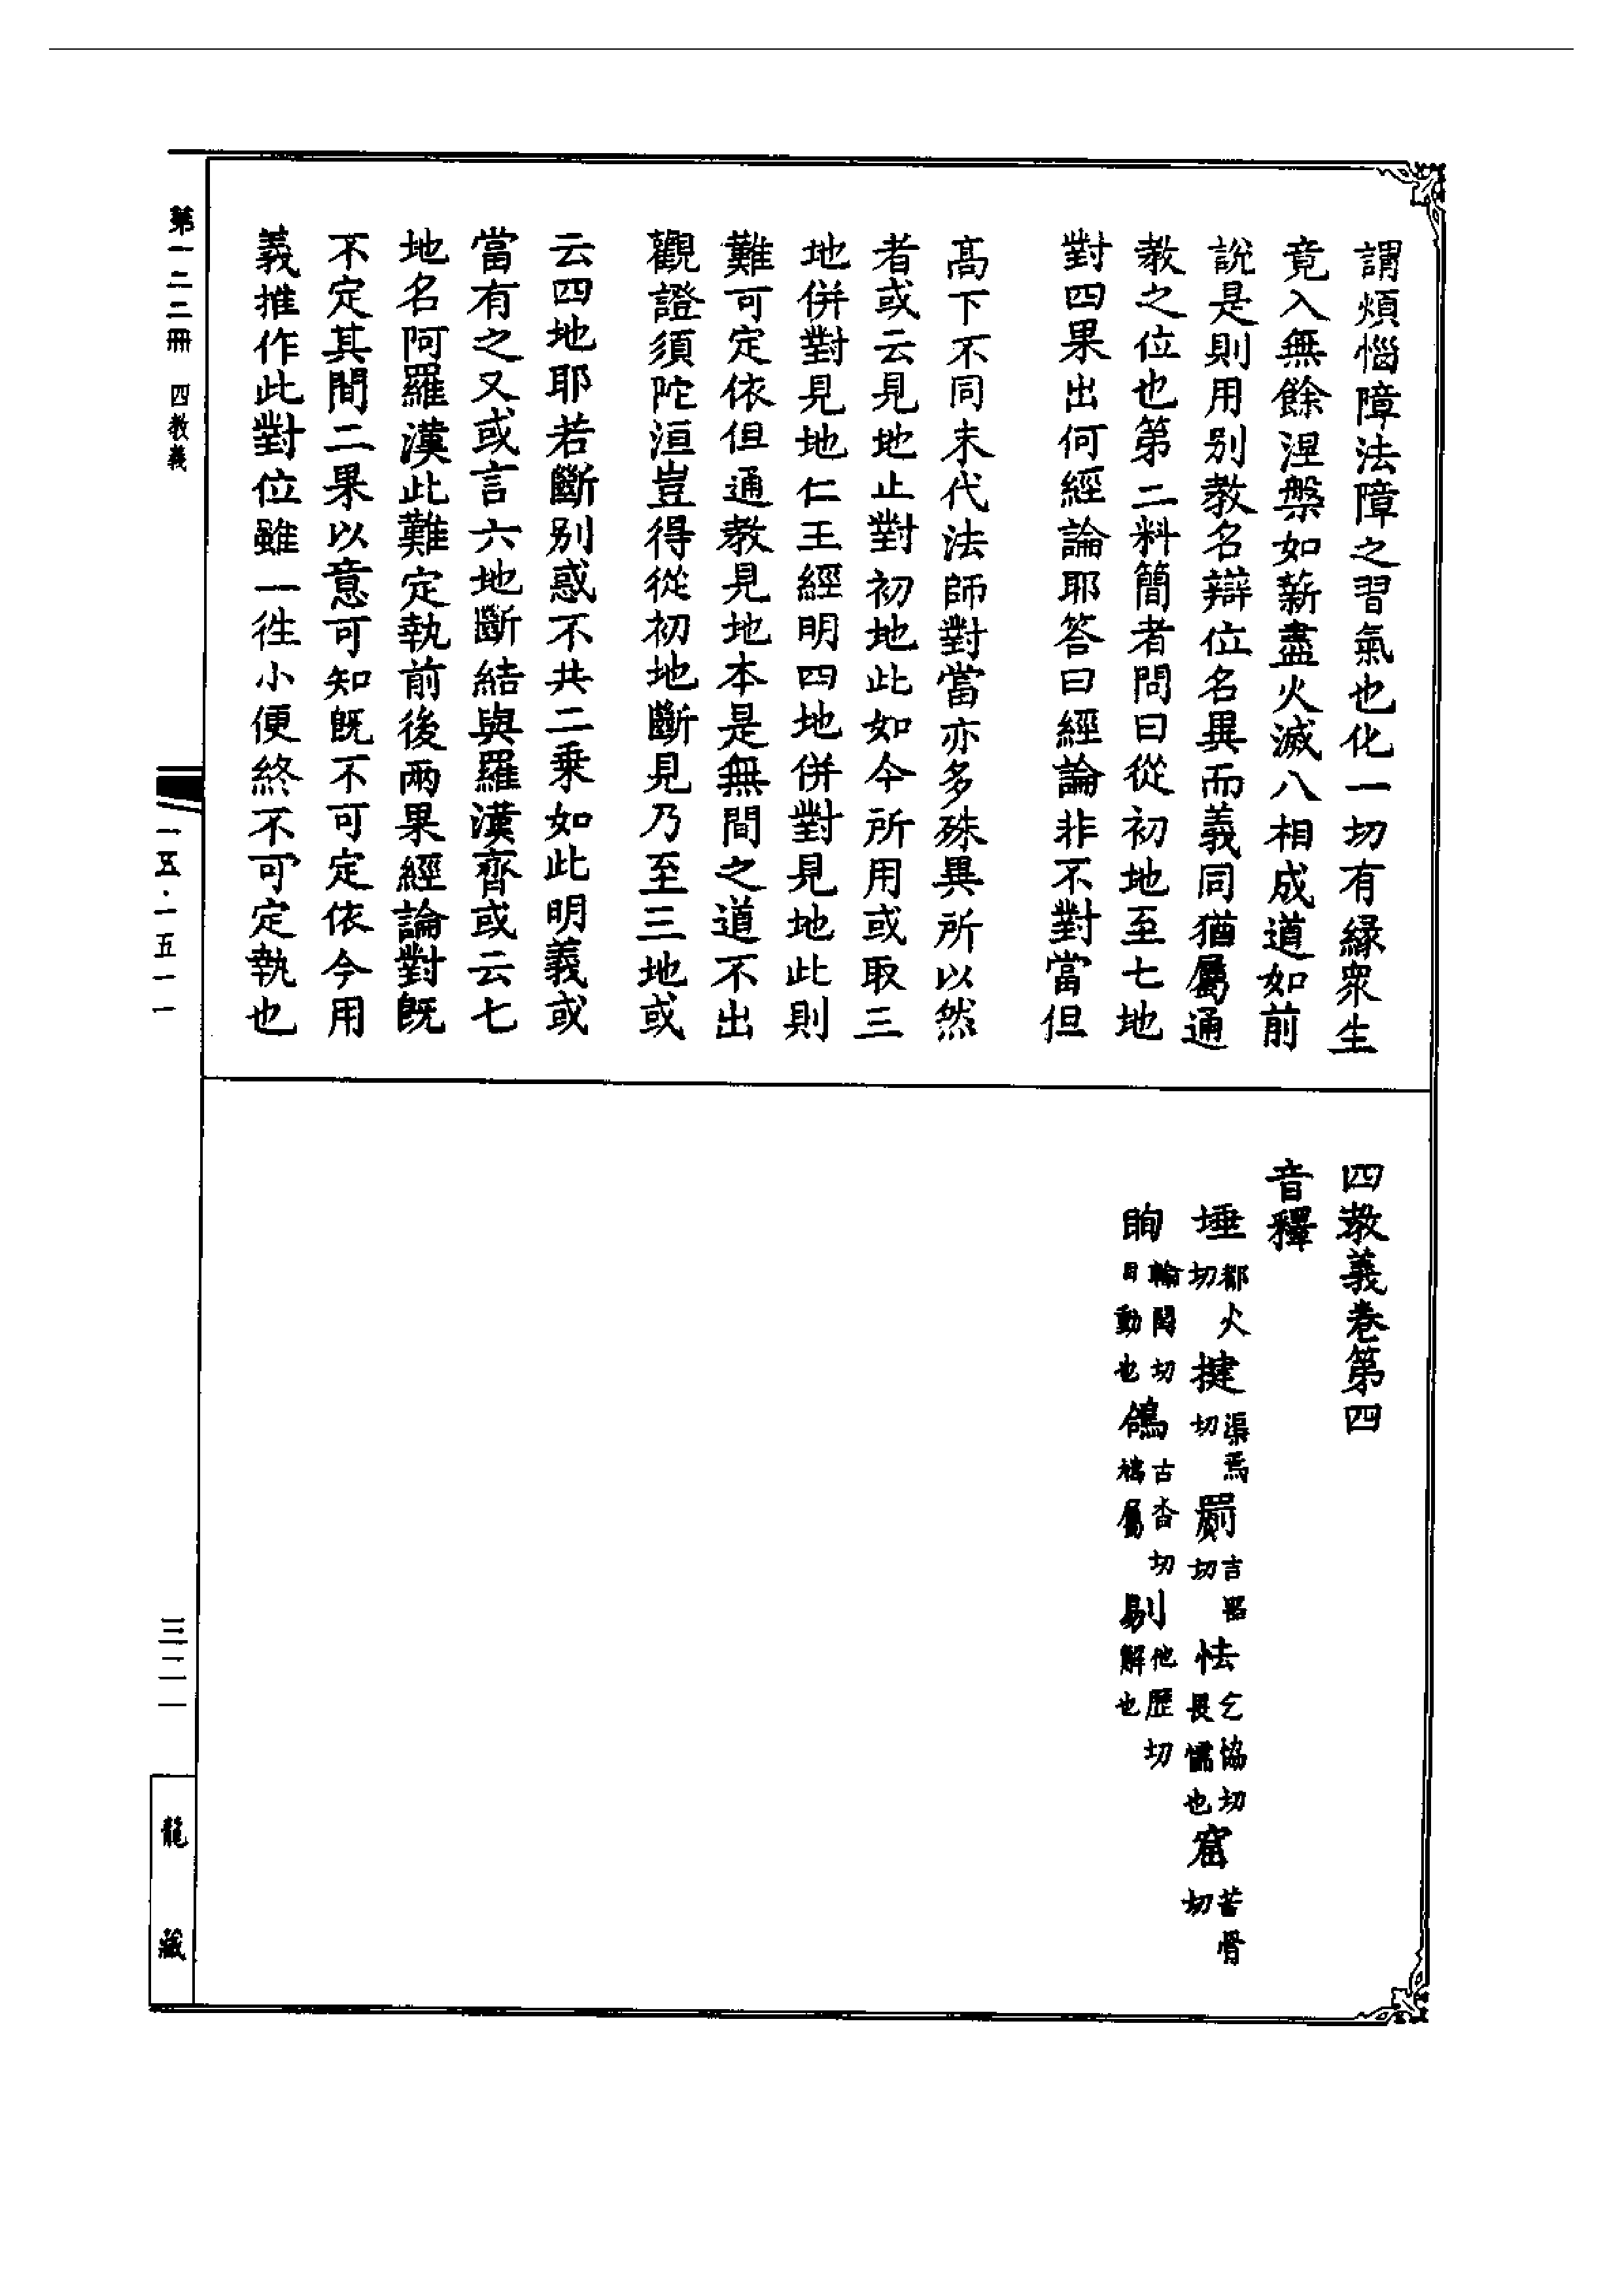 謂煩惱障法障之習氣也化一切有緣衆生
竟入無餘涅槃如薪盡火滅八相成道如前
說是則用别教名辯位名異而義同猶屬通
教之位也第二料簡者問曰從初地至七地
對四果出何經論耶答曰經論非不對當但
高下不同末代法師對當亦多殊異所以然
者或云見地止對初地此如今所用或取三
地併對見地仁王經明四地併對見地此則
難可定依但通教見地本是無間之道不出
觀證須陀洹豈得從初地斷見乃至三地或
云四地耶若斷别惑不共二乘如此明義或
當有之又或言六地斷結與羅漢齊或云七
地名阿羅漢此難定執前後兩果經論對既
不定其間二果以意可知既不可定依今用
義推作此對位雖一徃小便終不可定執也
四教義卷第四
音釋
埵都火切 揵渠焉切 罽吉器切 怯乞協切畏懦也 窟苦骨切
眴輸閏切目動也 鴿古沓切鳩屬 剔他歷切解也
第一二二冊 四教義
一五·一五一一
三二一
龍藏